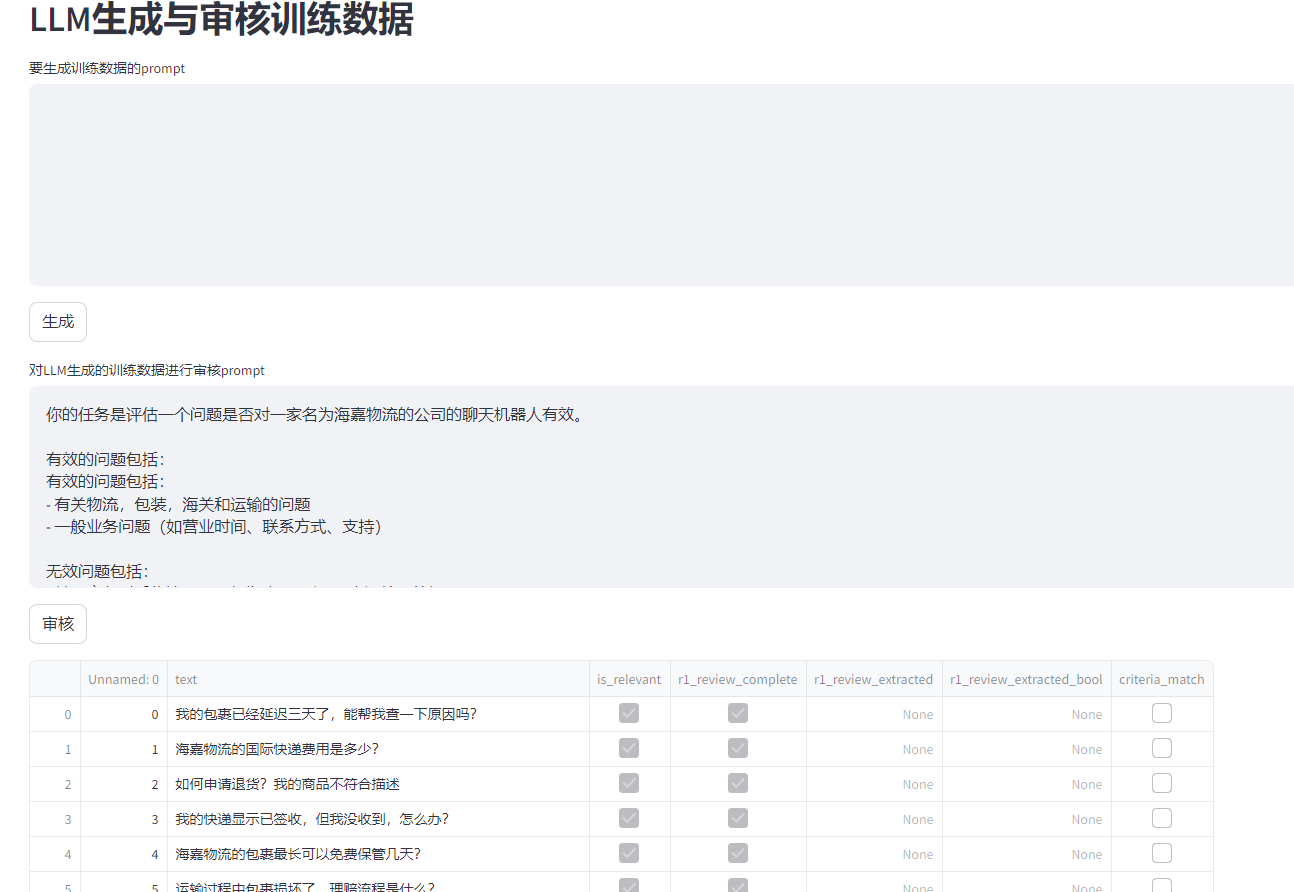 LLM生成与审核训练数据
要生成训练数据的prompt
生成
对LLM生成的训练数据进行审核prompt
你的任务是评估一个问题是否对一家名为海嘉物流的公司的聊天机器人有效。
有效的问题包括：
有效的问题包括：
- 有关物流，包装，海关和运输的问题
- 一般业务问题（如营业时间、联系方式、支持）
无效问题包括：
审核
Unnamed: 0 text is_relevant r1_review_complete r1_review_extracted r1_review_extracted_bool criteria_match
0 0 我的包裹已经延迟三天了，能帮我查一下原因吗？ None None
1 1 海嘉物流的国际快递费用是多少？ None None
2 2 如何申请退货？我的商品不符合描述 None None
3 3 我的快递显示已签收，但我没收到，怎么办？ None None
4 4 海嘉物流的包裹最长可以免费保管几天？ None None
5 5 运输过程中包裹损坏了，理赔流程是什么？ None None